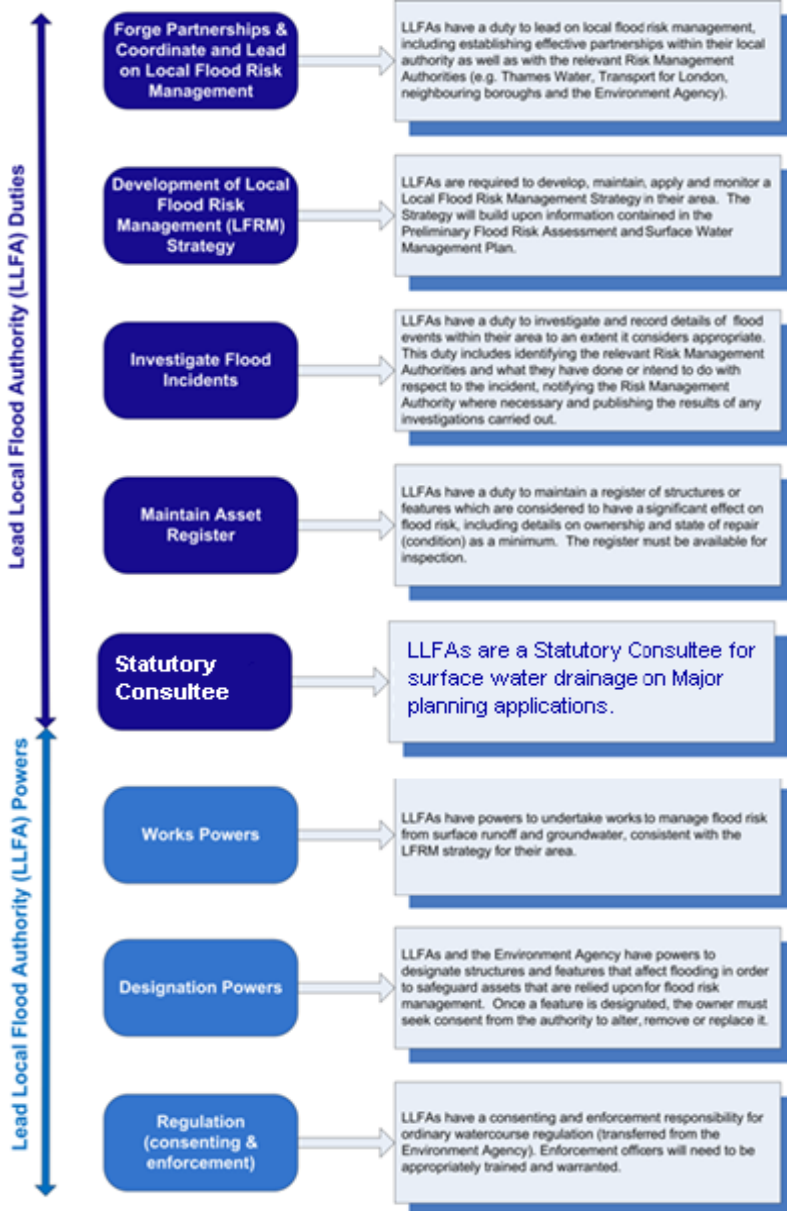 Lead Local Flood Authority (LLFA) Duties
Forge Partnerships &
Coordinate and Lead
on Local Flood Risk
Management
LLFAs have a duty to lead on local flood risk management,
including establishing effective partnerships within their local
authority as well as with the relevant Risk Management
Authorities (e.g. Thames Water, Transport for London,
neighbouring boroughs and the Environment Agency).
Development of Local
Flood Risk
Management (LFRM)
Strategy
LLFAs are required to develop, maintain, apply and monitor a
Local Flood Risk Management Strategy in their area. The
Strategy will build upon information contained in the
Preliminary Flood Risk Assessment and Surface Water
Management Plan.
Investigate Flood
Incidents
LLFAs have a duty to investigate and record details of flood
events within their area to an extent it considers appropriate.
This duty includes identifying the relevant Risk Management
Authorities and what they have done or intend to do with
respect to the incident, notifying the Risk Management
Authority where necessary and publishing the results of any
investigations carried out.
Maintain Asset
Register
LLFAs have a duty to maintain a register of structures or
features which are considered to have a significant effect on
flood risk, including details on ownership and state of repair
(condition) as a minimum. The register must be available for
inspection.
Statutory
Consultee
LLFAs are a Statutory Consultee for
surface water drainage on Major
planning applications.
Lead Local Flood Authority (LLFA) Powers
Works Powers
LLFAs have powers to undertake works to manage flood risk
from surface runoff and groundwater, consistent with the
LFRM strategy for their area.
Designation Powers
LLFAs and the Environment Agency have powers to
designate structures and features that affect flooding in order
to safeguard assets that are relied upon for flood risk
management. Once a feature is designated, the owner must
seek consent from the authority to alter, remove or replace it.
Regulation
(consenting &
enforcement)
LLFAs have a consenting and enforcement responsibility for
ordinary watercourse regulation (transferred from the
Environment Agency). Enforcement officers will need to be
appropriately trained and warranted.